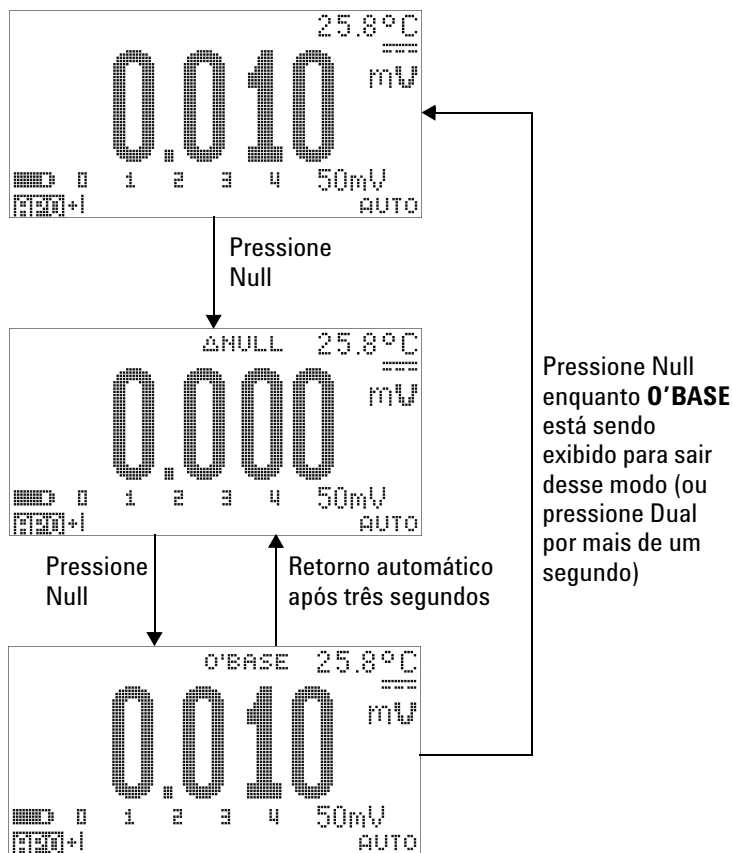 25.8ºC
0.010 mV
0 1 2 3 4 50mV
AUTO
Pressione
Null
ΔNULL 25.8ºC
0.000 mV
0 1 2 3 4 50mV
AUTO
Pressione
Null
Retorno automático
após três segundos
Pressione Null
enquanto O’BASE
está sendo
exibido para sair
desse modo (ou
pressione Dual
por mais de um
segundo)
O'BASE 25.8ºC
0.010 mV
0 1 2 3 4 50mV
AUTO